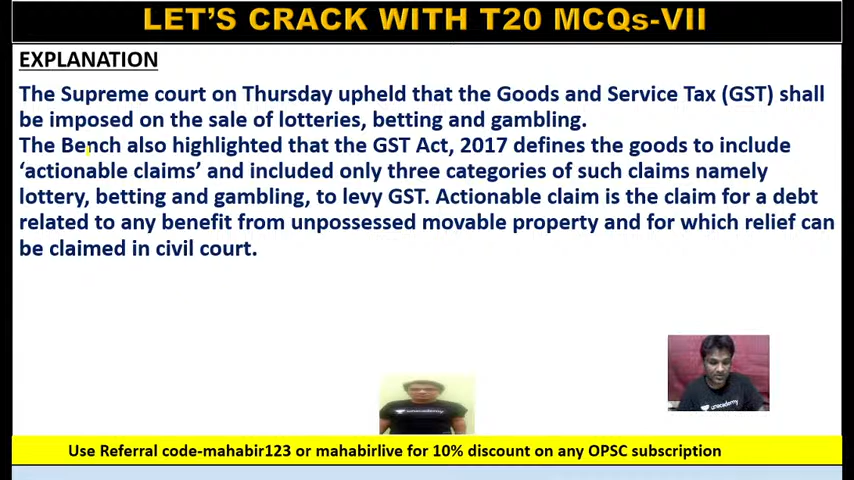 LET'S CRACK WITH T20 MCQs-VII
EXPLANATION
The Supreme court on Thursday upheld that the Goods and Service Tax (GST) shall
be imposed on the sale of lotteries, betting and gambling.
The Bench also highlighted that the GST Act, 2017 defines the goods to include
‘actionable claims’ and included only three categories of such claims namely
lottery, betting and gambling, to levy GST. Actionable claim is the claim for a debt
related to any benefit from unpossessed movable property and for which relief can
be claimed in civil court.
unacademy
unacademy
Use Referral code-mahabir123 or mahabirlive for 10% discount on any OPSC subscription